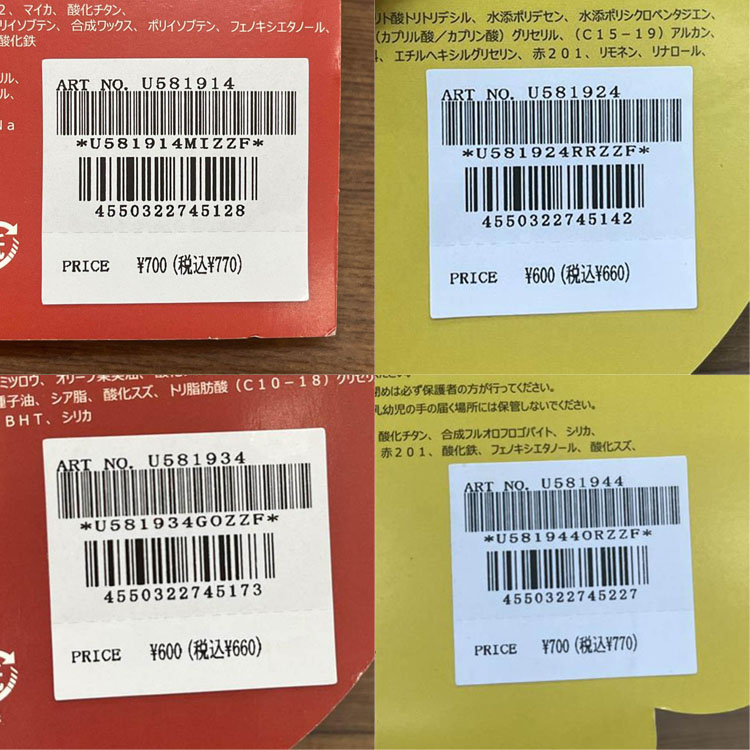 2、マイカ、酸化チタン、
リイソブテン、合成ワックス、ポリイソブテン、フェノキシエタノール、
酸化鉄
リル、
ール、
ART NO. U581914
*U581914MIZZF*
4550322745128
PRICE ¥700 (税込¥770)
リト酸トリトリデシル、水添ポリデセン、水添ポリシクロペンタジエン、
(カプリル酸/カプリン酸)グリセリル、(C15-19)アルカン、
エチルヘキシルグリセリン、赤201、リモネン、リナロール、
ART NO. U581924
*U581924RRZZF*
4550322745142
PRICE ¥600 (税込¥660)
ミツロウ、オリーブ果実油、
種子油、シア脂、酸化スズ、トリ脂肪酸(C10-18)グリセリ
BHT、シリカ
ART NO. U581934
*U581934GOZZF*
4550322745173
PRICE ¥600 (税込¥660)
閉めは必ず保護者の方が行ってください。
乳幼児の手の届く場所には保管しないでください。
酸化チタン、合成フルオロフロゴパイト、シリカ、
赤201、酸化鉄、フェノキシエタノール、酸化スズ、
ART NO. U581944
*U581944ORZZF*
4550322745227
PRICE ¥700 (税込¥770)